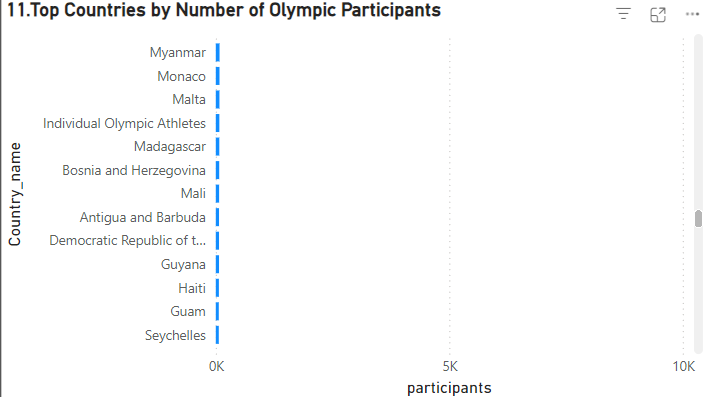 11.Top Countries by Number of Olympic Participants
Myanmar
Monaco
Malta
Individual Olympic Athletes
Madagascar
Bosnia and Herzegovina
Mali
Antigua and Barbuda
Democratic Republic of t...
Guyana
Haiti
Guam
Seychelles
Country_name
0K 5K 10K
participants